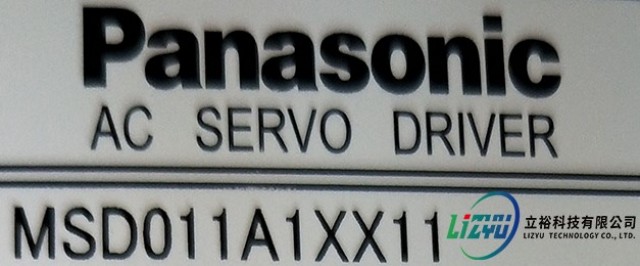 Panasonic
AC SERVO DRIVER
MSD011A1XX11
LIZYU
立裕科技有限公司
LIZYU TECHNOLOGY CO., LTD